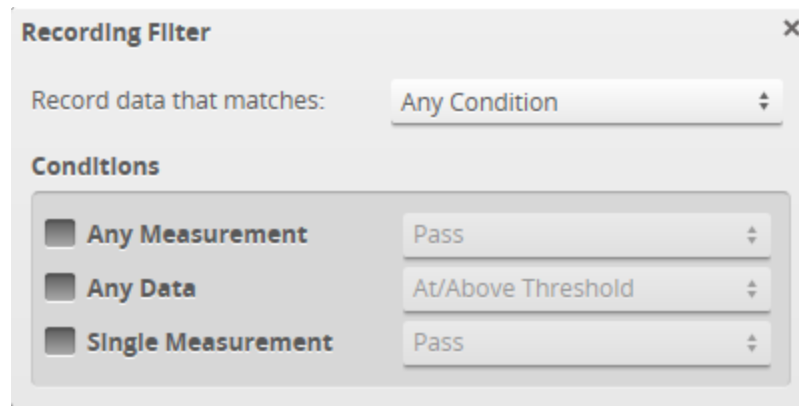 Recording Filter
Record data that matches: Any Condition
Conditions
Any Measurement Pass
Any Data At/Above Threshold
Single Measurement Pass